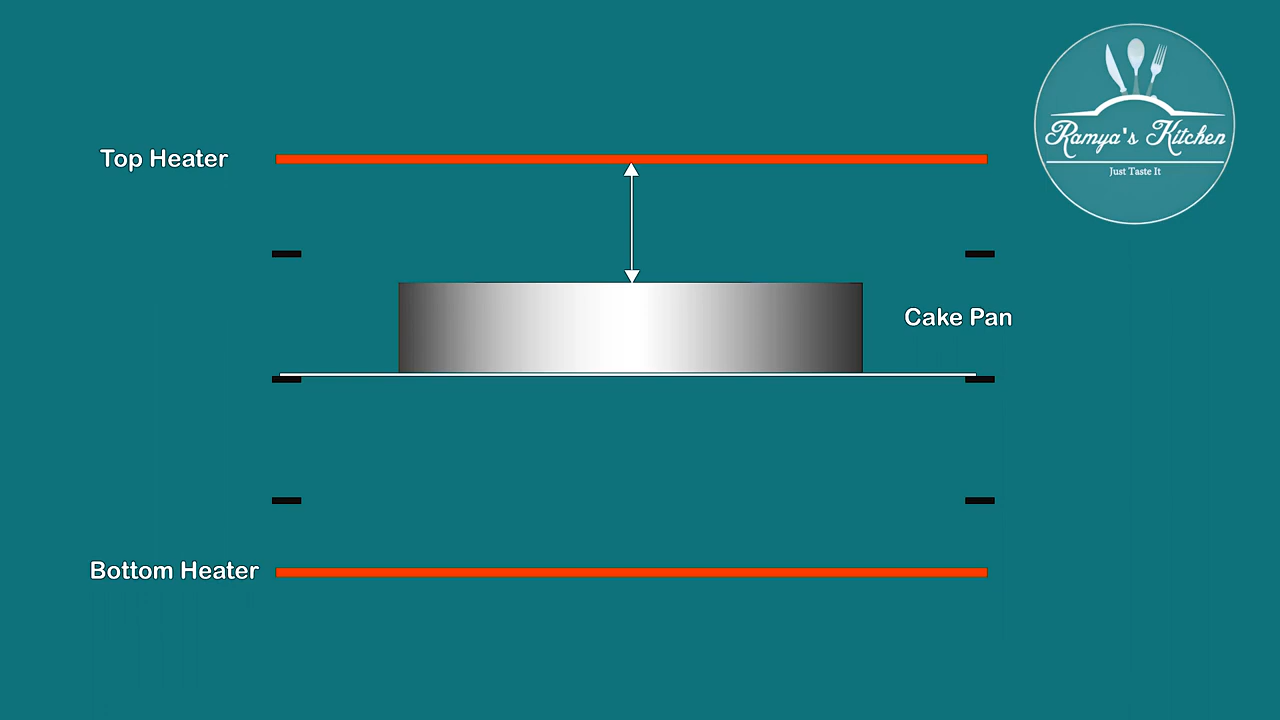 Top Heater
Ramya's Kitchen
Just Taste It
Cake Pan
Bottom Heater